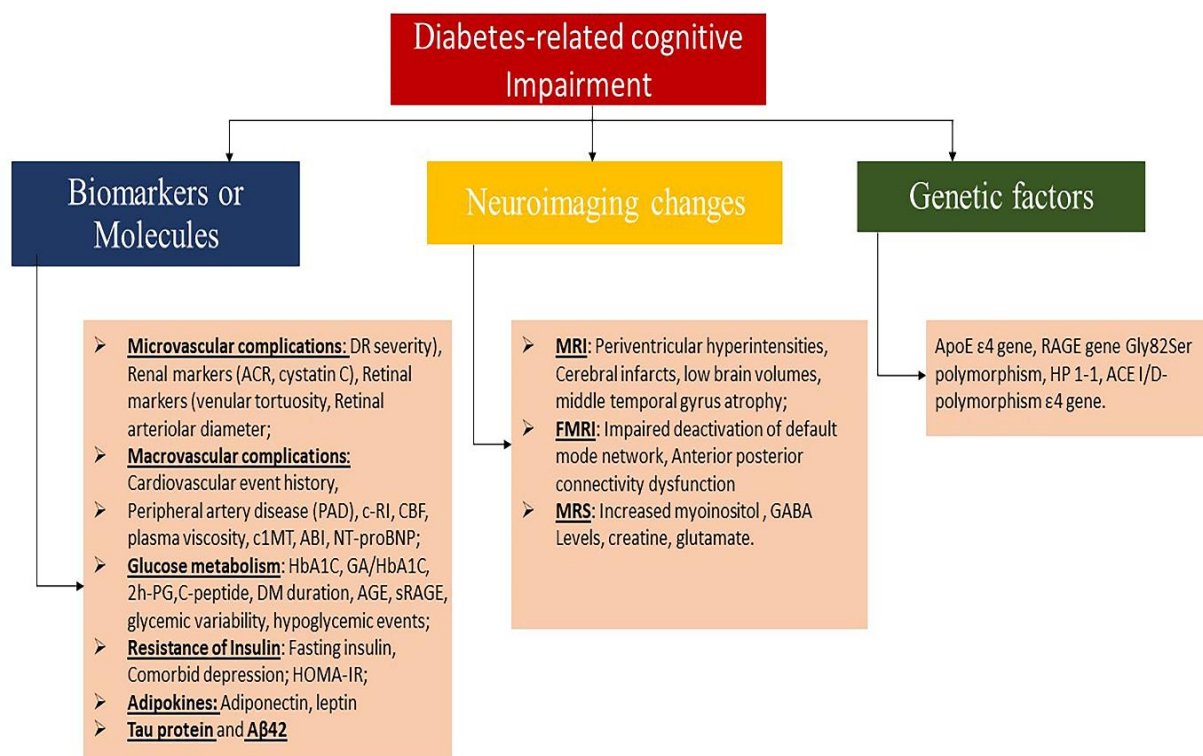 Diabetes-related cognitive
Impairment
Biomarkers or
Molecules
Neuroimaging changes
Genetic factors
➢ Microvascular complications: DR severity),
Renal markers (ACR, cystatin C), Retinal
markers (venular tortuosity, Retinal
arteriolar diameter;
➢ Macrovascular complications:
Cardiovascular event history,
➢ Peripheral artery disease (PAD), c-RI, CBF,
plasma viscosity, c1MT, ABI, NT-proBNP;
➢ Glucose metabolism: HbA1C, GA/HbA1C,
2h-PG,C-peptide, DM duration, AGE, sRAGE,
glycemic variability, hypoglycemic events;
➢ Resistance of Insulin: Fasting insulin,
Comorbid depression; HOMA-IR;
➢ Adipokines: Adiponectin, leptin
➢ Tau protein and Aβ42
➢ MRI: Periventricular hyperintensities,
Cerebral infarcts, low brain volumes,
middle temporal gyrus atrophy;
➢ FMRI: Impaired deactivation of default
mode network, Anterior posterior
connectivity dysfunction
➢ MRS: Increased myoinositol , GABA
Levels, creatine, glutamate.
ApoE ε4 gene, RAGE gene Gly82Ser
polymorphism, HP 1-1, ACE I/D-
polymorphism ε4 gene.